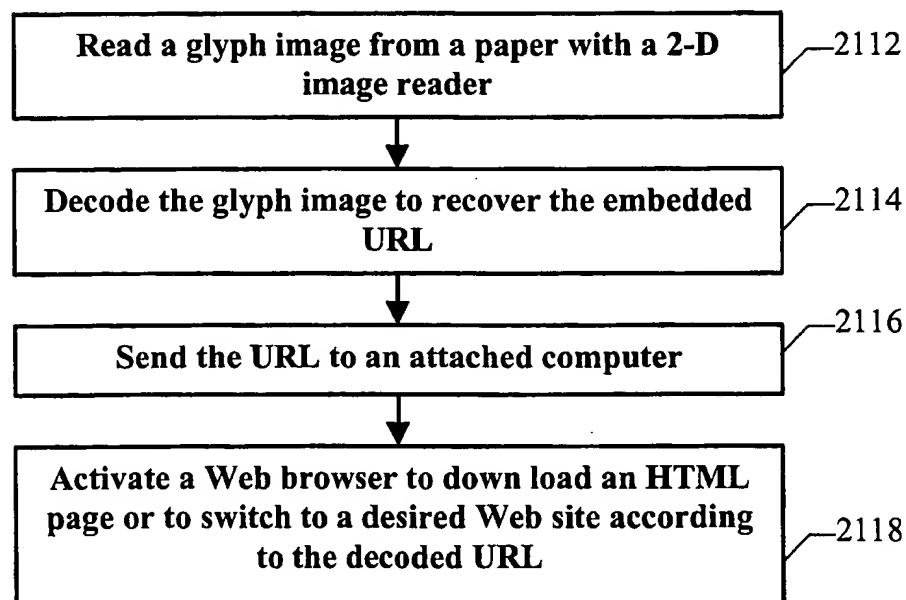 Read a glyph image from a paper with a 2-D
image reader
2112
Decode the glyph image to recover the embedded
URL
2114
Send the URL to an attached computer
2116
Activate a Web browser to down load an HTML
page or to switch to a desired Web site according
to the decoded URL
2118